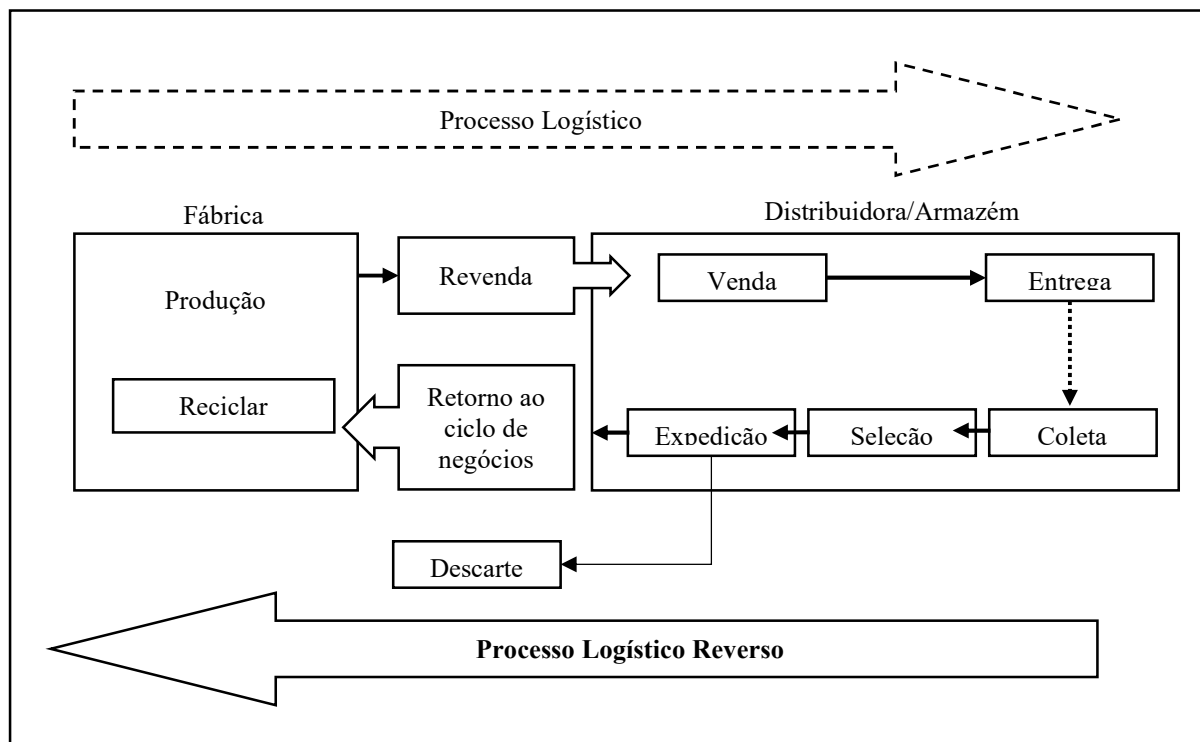 Processo Logístico
Fábrica
Distribuidora/Armazém
Produção
Revenda
Venda
Entrega
Reciclar
Retorno ao
ciclo de
negócios
Expedição
Seleção
Coleta
Descarte
Processo Logístico Reverso